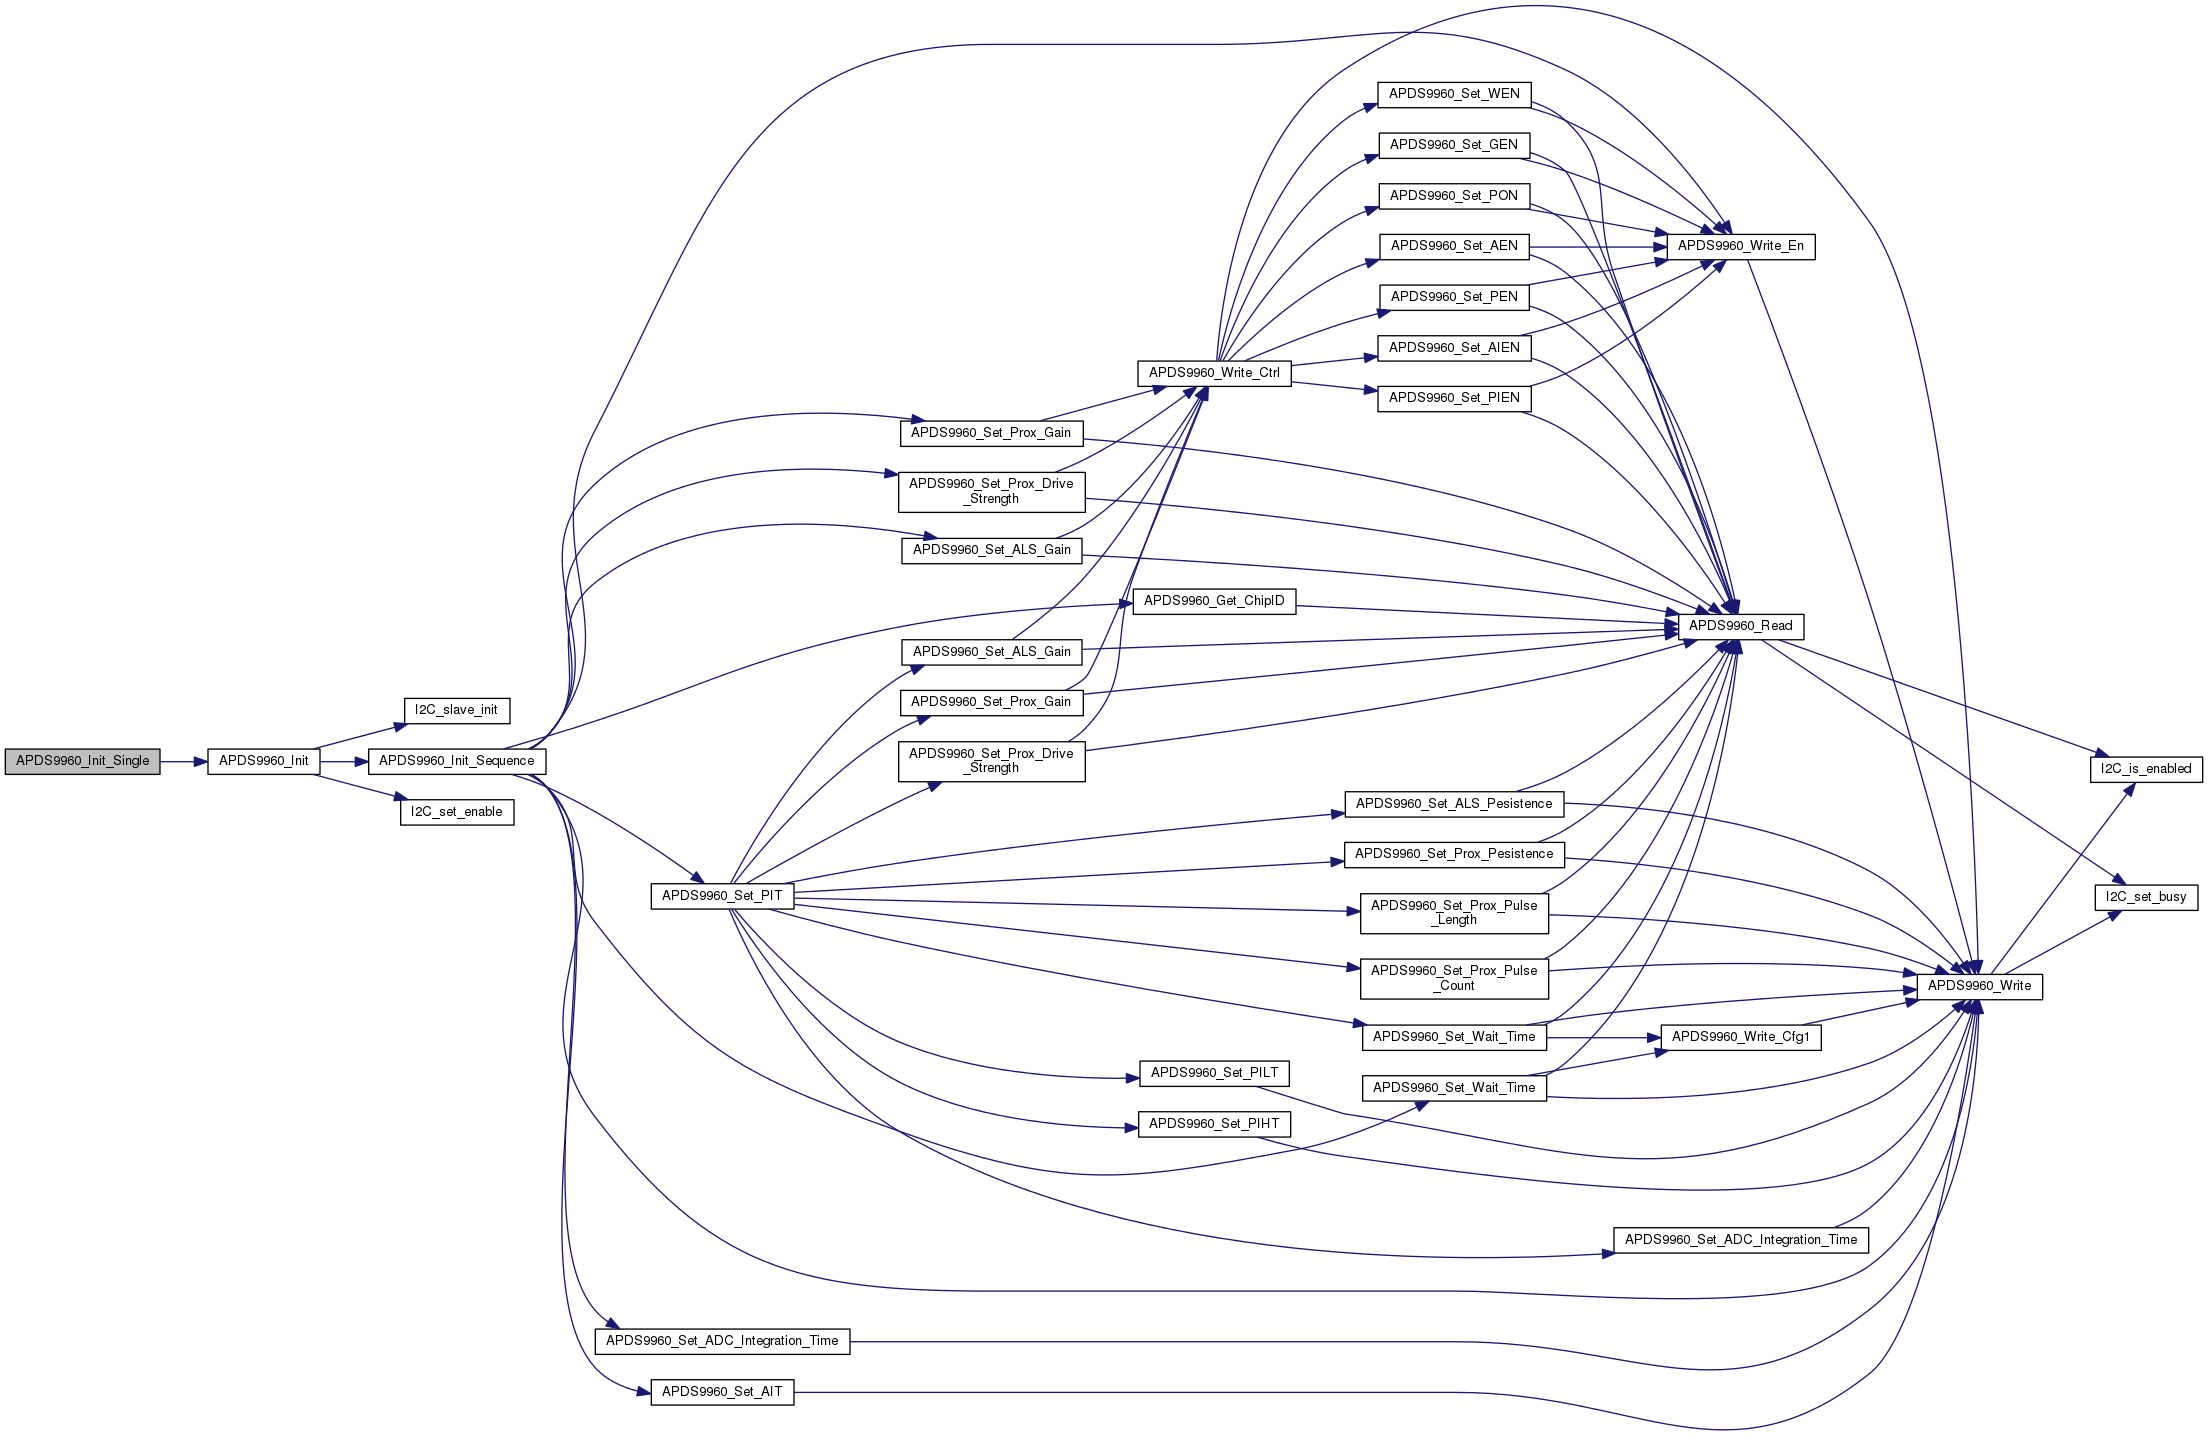 APDS9960_Init_Single
APDS9960_Init
I2C_slave_init
APDS9960_Init_Sequence
I2C_set_enable
APDS9960_Set_Prox_Gain
APDS9960_Set_Prox_Drive
_Strength
APDS9960_Set_ALS_Gain
APDS9960_Get_ChipID
APDS9960_Set_ALS_Gain
APDS9960_Set_Prox_Gain
APDS9960_Set_Prox_Drive
_Strength
APDS9960_Set_PIT
APDS9960_Set_ADC_Integration_Time
APDS9960_Set_AIT
APDS9960_Write_Ctrl
APDS9960_Set_PILT
APDS9960_Set_PIHT
APDS9960_Set_WEN
APDS9960_Set_GEN
APDS9960_Set_PON
APDS9960_Set_AEN
APDS9960_Set_PEN
APDS9960_Set_AIEN
APDS9960_Set_PIEN
APDS9960_Set_ALS_Pesistence
APDS9960_Set_Prox_Pesistence
APDS9960_Set_Prox_Pulse
_Length
APDS9960_Set_Prox_Pulse
_Count
APDS9960_Set_Wait_Time
APDS9960_Set_Wait_Time
APDS9960_Write_En
APDS9960_Read
APDS9960_Write_Cfg1
APDS9960_Set_ADC_Integration_Time
APDS9960_Write
I2C_is_enabled
I2C_set_busy